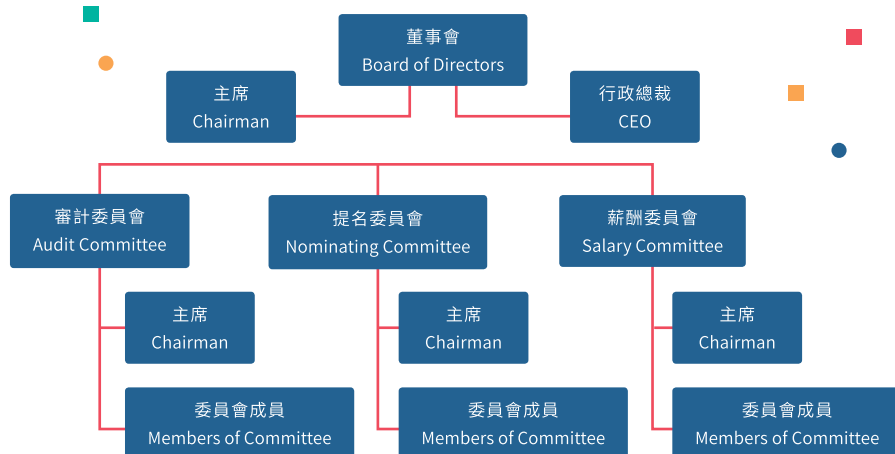 董事會
Board of Directors
主席
Chairman
行政總裁
CEO
審計委員會
Audit Committee
提名委員會
Nominating Committee
薪酬委員會
Salary Committee
主席
Chairman
主席
Chairman
主席
Chairman
委員會成員
Members of Committee
委員會成員
Members of Committee
委員會成員
Members of Committee